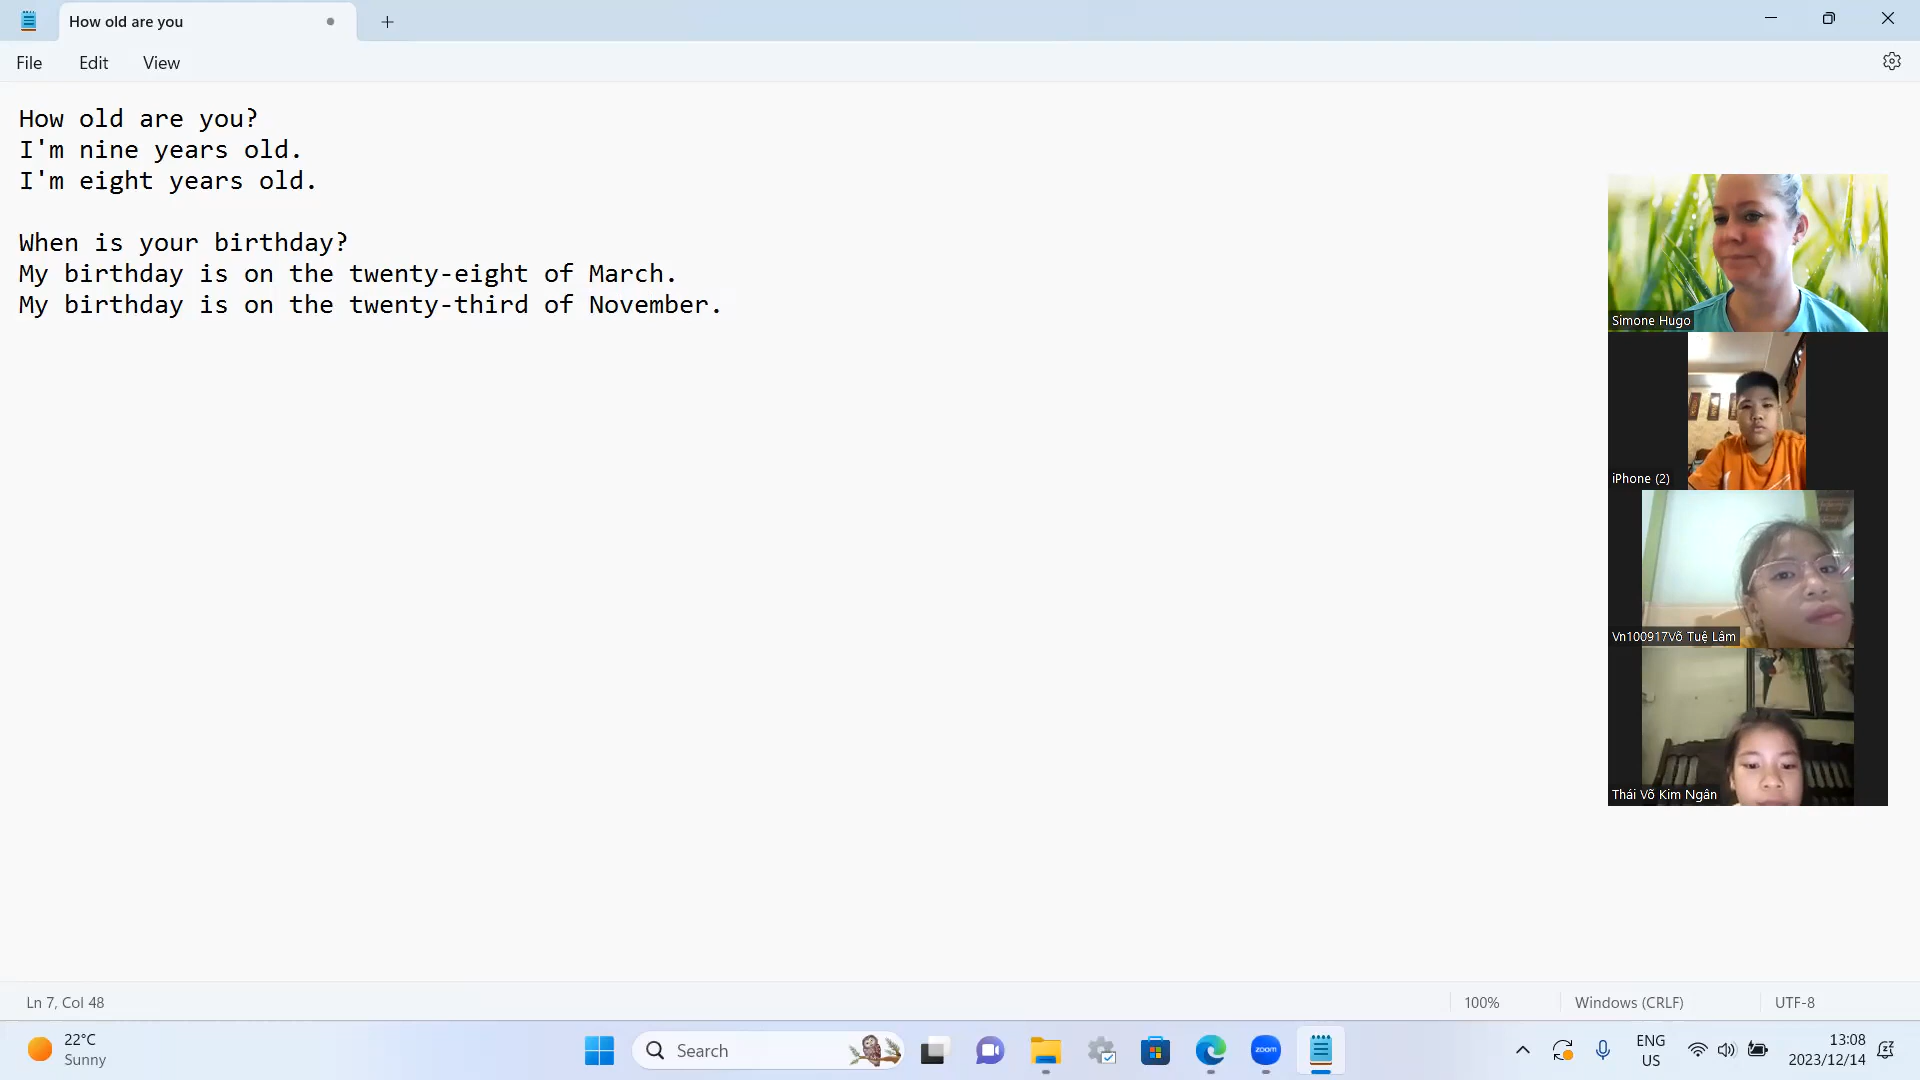 How old are you
File
Edit
View
How old are you?
I'm nine years old.
I'm eight years old.
When is your birthday?
My birthday is on the twenty-eight of March.
My birthday is on the twenty-third of November.
Simone Hugo
iPhone (2)
Vn100917Võ Tuệ Lâm
Thái Võ Kim Ngân
Ln 7, Col 48
100%
Windows (CRLF)
UTF-8
22°C
Sunny
Search
zoom
ENG
US
13:08
2023/12/14